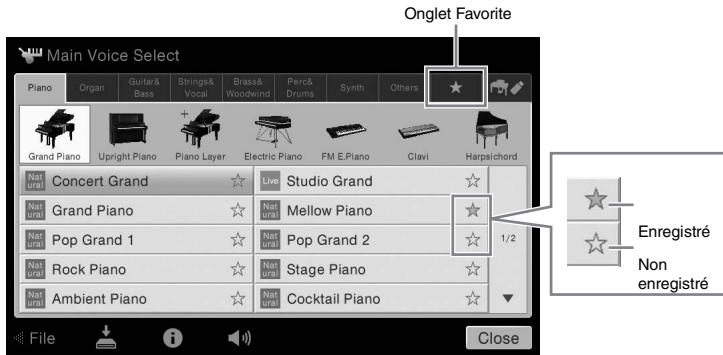 Onglet Favorite
Main Voice Select
Piano Organ Guitar& Bass Strings& Vocal Brass& Woodwind Perc& Drums Synth Others
Grand Piano Upright Piano Piano Layer Electric Piano FM E.Piano Clavi Harpsichord
Natural Concert Grand Live Studio Grand
Natural Grand Piano Natural Mellow Piano
Natural Pop Grand 1 Natural Pop Grand 2 1/2
Natural Rock Piano Natural Stage Piano
Natural Ambient Piano Natural Cocktail Piano
File Close
Enregistré
Non
enregistré